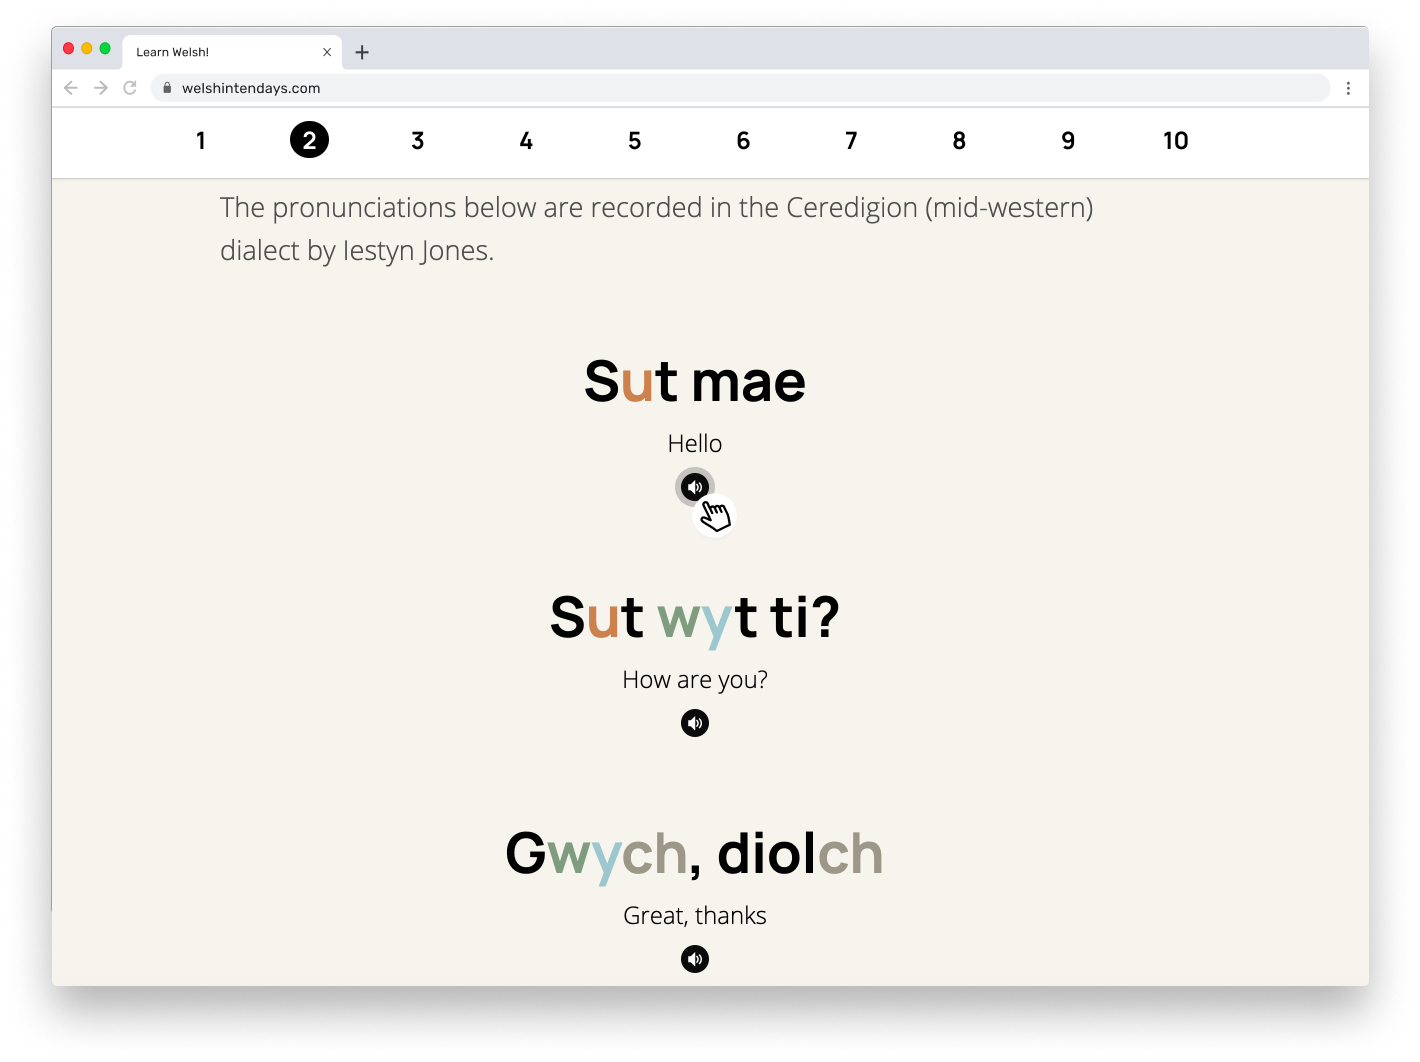 Learn Welsh!
welshintendays.com
1 2 3 4 5 6 7 8 9 10
The pronunciations below are recorded in the Ceredigion (mid-western)
dialect by Iestyn Jones.
Sut mae
Hello
Sut wyt ti?
How are you?
Gwych, diolch
Great, thanks